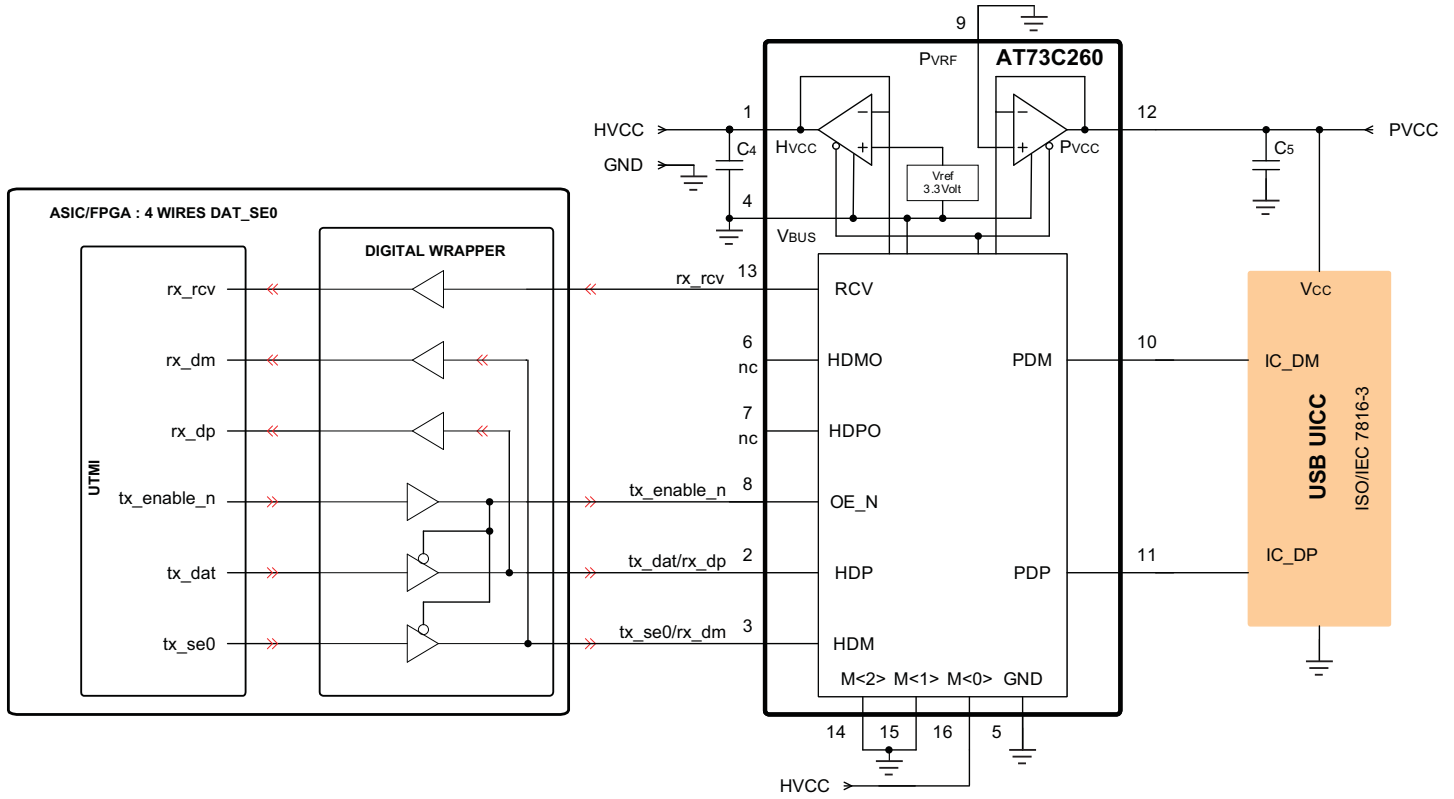 9
PVRF
AT73C260
1
12
HVCC
PVCC
C4
HVCC
PVCC
C5
GND
Vref
3.3Volt
4
VBUS
ASIC/FPGA : 4 WIRES DAT_SE0
DIGITAL WRAPPER
UTMI
rx_rcv
rx_rcv
13
RCV
rx_dm
6
nc
HDMO
PDM
10
IC_DM
rx_dp
7
nc
HDPO
tx_enable_n
tx_enable_n
8
OE_N
tx_dat
tx_dat/rx_dp
2
HDP
PDP
11
IC_DP
tx_se0
tx_se0/rx_dm
3
HDM
Vcc
USB UICC
ISO/IEC 7816-3
M<2>
M<1>
M<0>
GND
14
15
16
5
HVCC